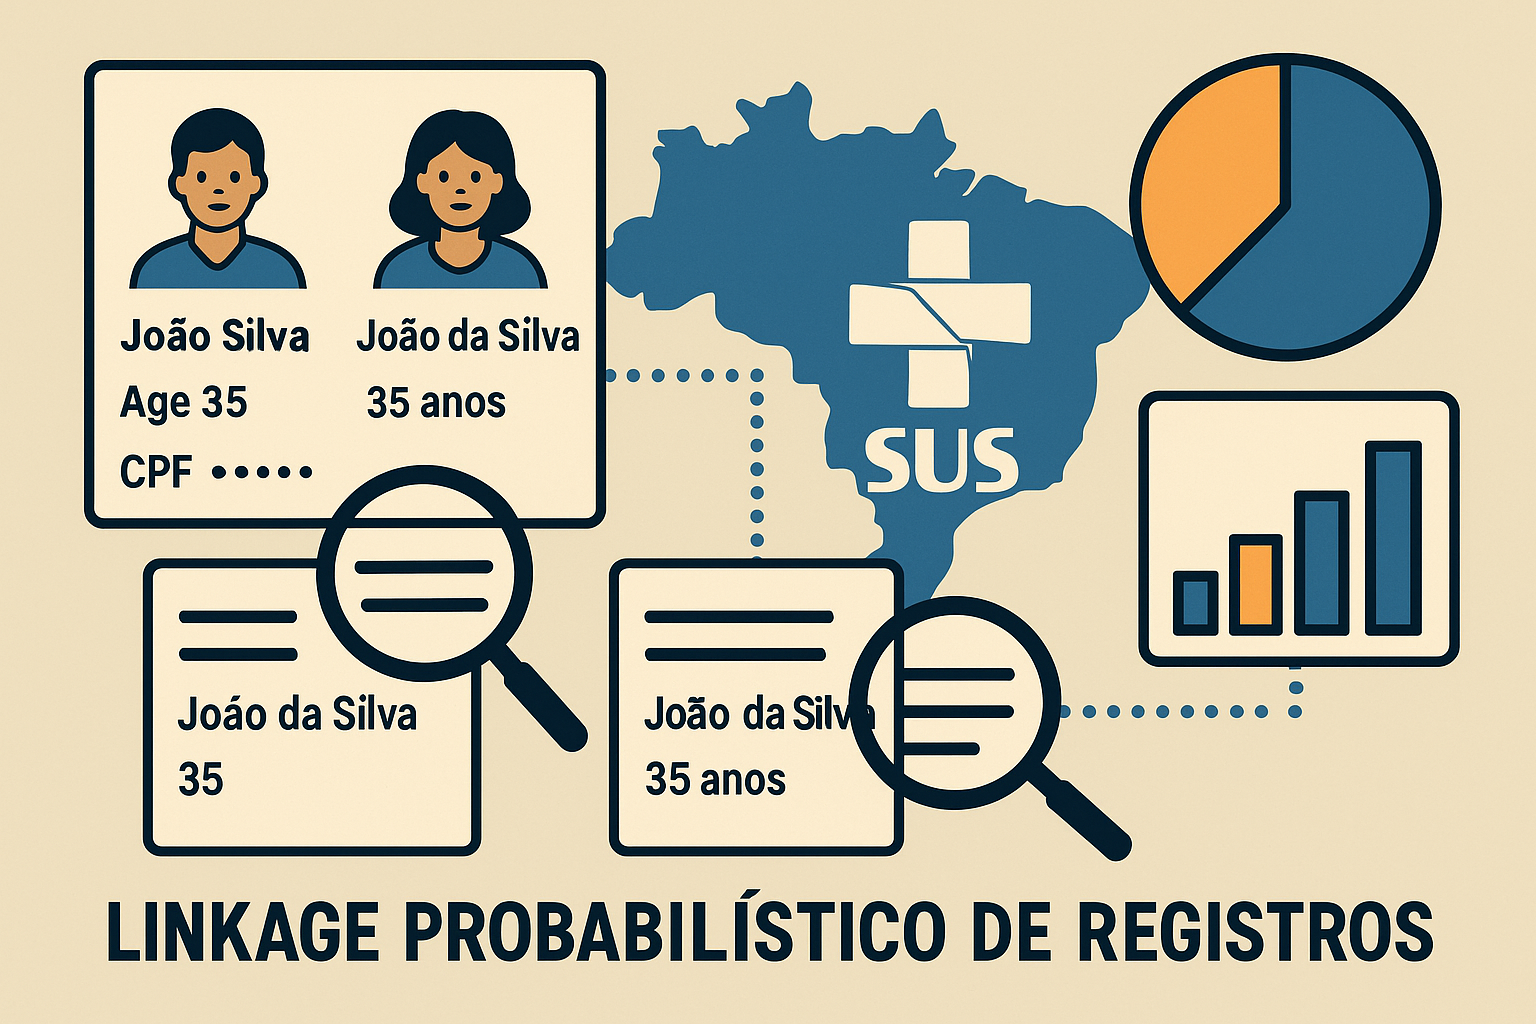 João Silva
João da Silva
Age 35
35 anos
CPF •••••
SUS
Joáo da Silva
35
João da Silva
35 anos
LINKAGE PROBABILÍSTICO DE REGISTROS